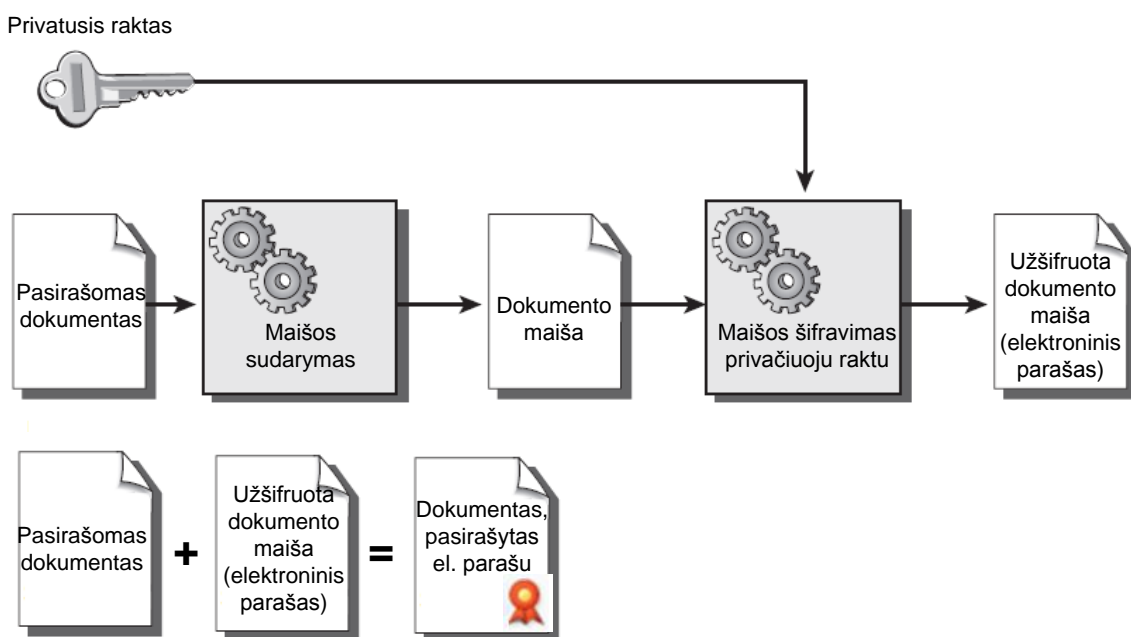 Privatusis raktas
Pasirašomas
dokumentas
Maišos
sudarymas
Dokumento
maiša
Maišos šifravimas
privačiuoju raktu
Užšifruota
dokumento
maiša
(elektroninis
parašas)
Pasirašomas
dokumentas
+
Užšifruota
dokumento
maiša
(elektroninis
parašas)
=
Dokumentas,
pasirašytas
el. parašu